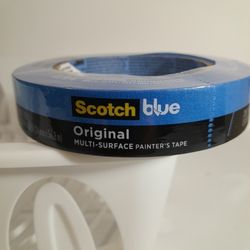 Scotch blue
Original
MULTI-SURFACE PAINTER'S TAPE